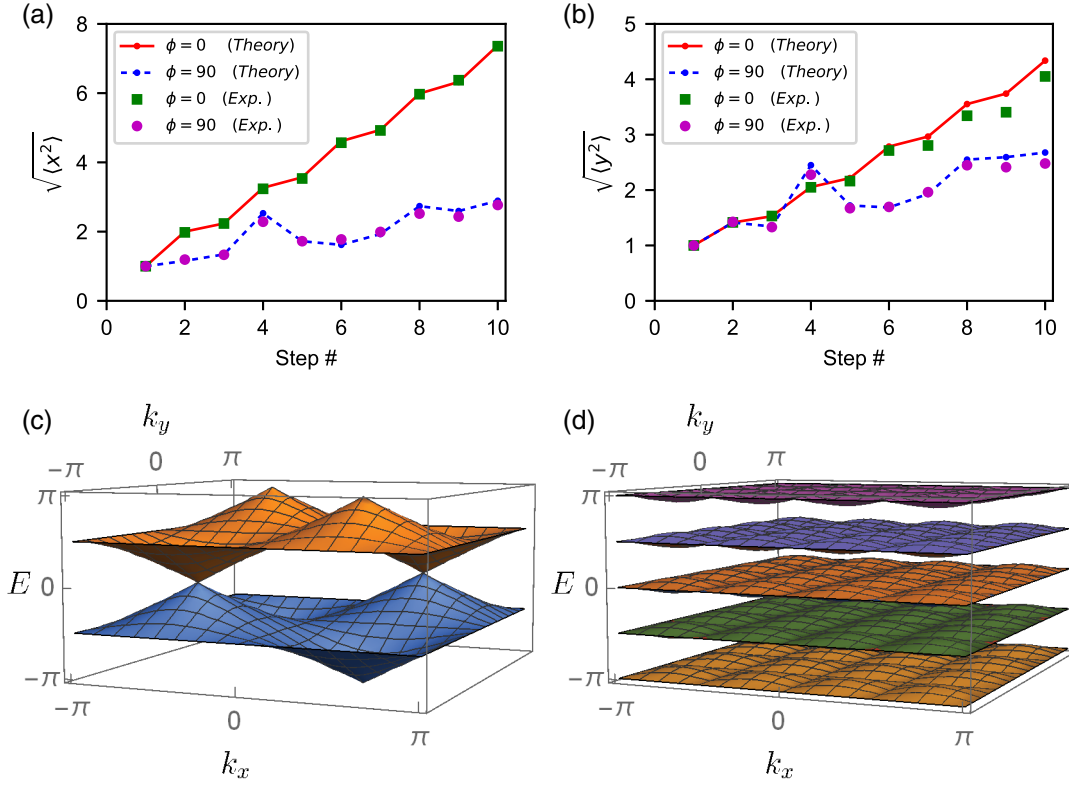 (a)
8
6
4
2
0
√⟨x²⟩
ϕ = 0 (Theory)
ϕ = 90 (Theory)
ϕ = 0 (Exp.)
ϕ = 90 (Exp.)
0 2 4 6 8 10
Step #
(b)
5
4
3
2
1
0
√⟨y²⟩
ϕ = 0 (Theory)
ϕ = 90 (Theory)
ϕ = 0 (Exp.)
ϕ = 90 (Exp.)
0 2 4 6 8 10
Step #
(c)
k_y
−π 0 π
π
E 0
−π
−π 0 π
k_x
(d)
k_y
−π 0 π
π
E 0
−π
−π 0 π
k_x